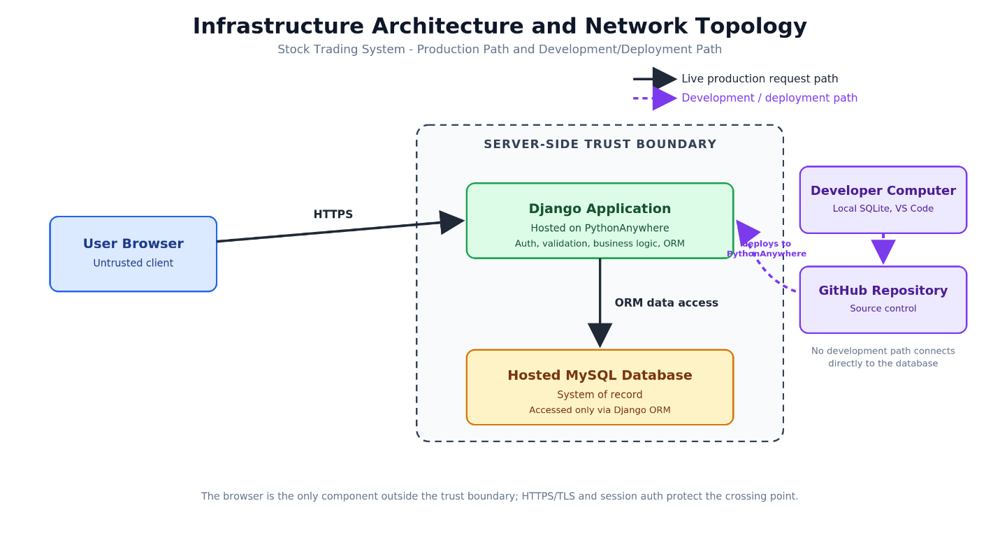 Infrastructure Architecture and Network Topology
Stock Trading System - Production Path and Development/Deployment Path
Live production request path
Development / deployment path
SERVER-SIDE TRUST BOUNDARY
User Browser
Untrusted client
HTTPS
Django Application
Hosted on PythonAnywhere
Auth, validation, business logic, ORM
deploys to
PythonAnywhere
Developer Computer
Local SQLite, VS Code
GitHub Repository
Source control
No development path connects
directly to the database
ORM data access
Hosted MySQL Database
System of record
Accessed only via Django ORM
The browser is the only component outside the trust boundary; HTTPS/TLS and session auth protect the crossing point.